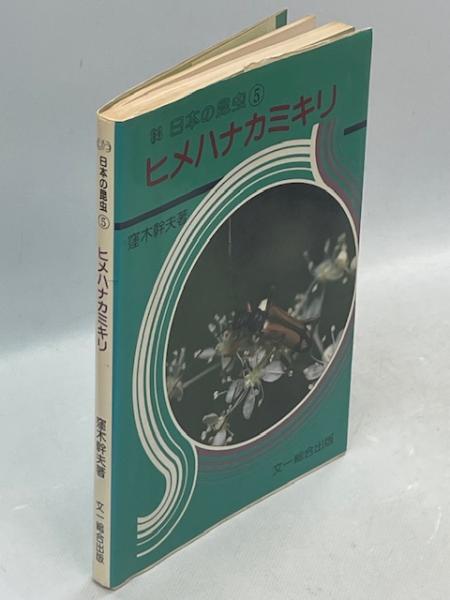 日本の昆虫⑤
ヒメハナカミキリ
窪木幹夫著
文一総合出版
日本の昆虫⑤ ヒメハナカミキリ 窪木幹夫著 文一総合出版